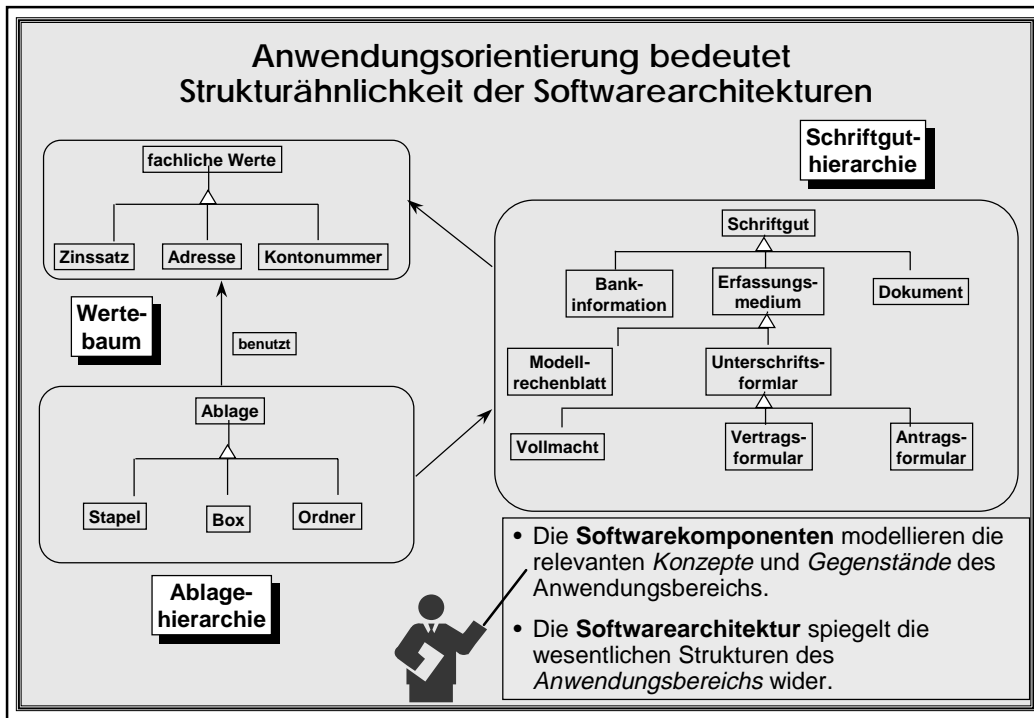 Anwendungsorientierung bedeutet
Strukturähnlichkeit der Softwarearchitekturen
Schriftgut-
hierarchie
fachliche Werte
Zinssatz
Adresse
Kontonummer
Werte-
baum
benutzt
Schriftgut
Bank-
information
Erfassungs-
medium
Dokument
Modell-
rechenblatt
Unterschrifts-
formlar
Vollmacht
Vertrags-
formular
Antrags-
formular
Ablage
Stapel
Box
Ordner
Ablage-
hierarchie
• Die Softwarekomponenten modellieren die
relevanten Konzepte und Gegenstände des
Anwendungsbereichs.
• Die Softwarearchitektur spiegelt die
wesentlichen Strukturen des
Anwendungsbereichs wider.